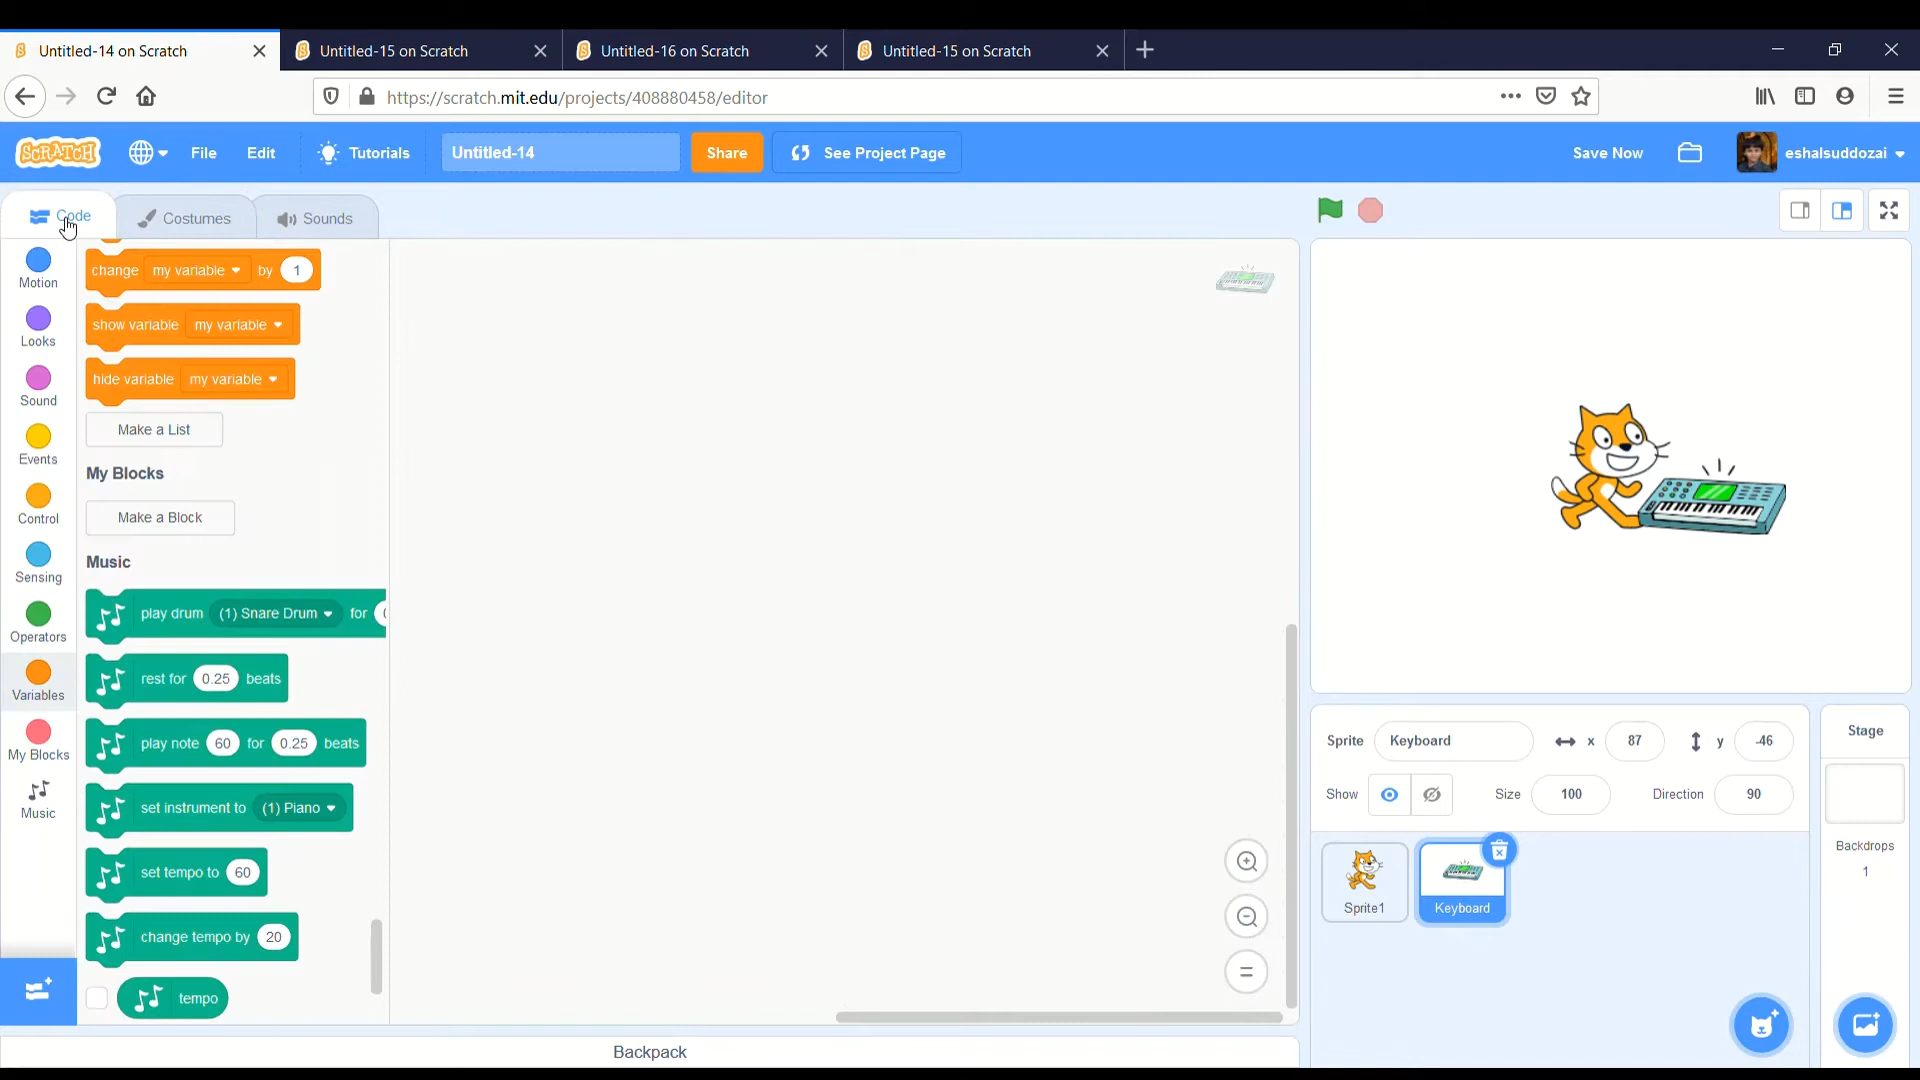 Untitled-14 on Scratch
Untitled-15 on Scratch
Untitled-16 on Scratch
Untitled-15 on Scratch
https://scratch.mit.edu/projects/408880458/editor
SCRATCH
File
Edit
Tutorials
Untitled-14
Share
See Project Page
Save Now
eshalsuddozai
Code
Costumes
Sounds
Motion
Looks
Sound
Events
Control
Sensing
Operators
Variables
My Blocks
Music
change my variable by 1
show variable my variable
hide variable my variable
Make a List
My Blocks
Make a Block
Music
play drum (1) Snare Drum for
rest for 0.25 beats
play note 60 for 0.25 beats
set instrument to (1) Piano
set tempo to 60
change tempo by 20
tempo
Backpack
Sprite Keyboard x 87 y -46
Show Size 100 Direction 90
Sprite1
Keyboard
Stage
Backdrops
1